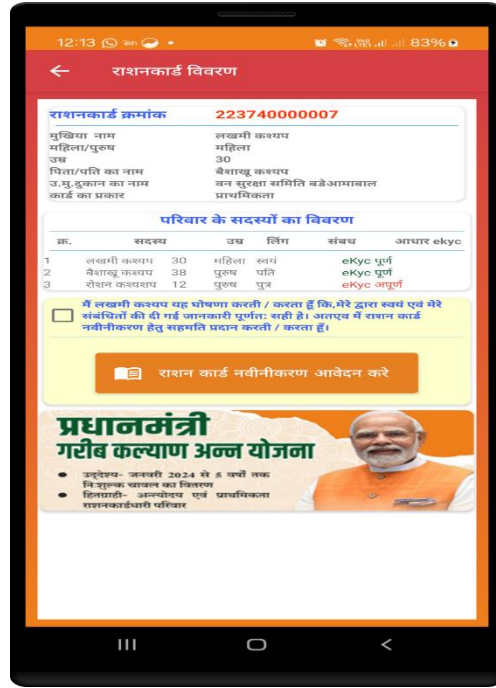 12:13 83%
राशनकार्ड विवरण
राशनकार्ड क्रमांक 223740000007
मुखिया नाम लखमी कश्यप
महिला/पुरुष महिला
उम्र 30
पिता/पति का नाम बैशाखू कश्यप
उ.मु.दुकान का नाम वन सुरक्षा समिति बडेआमाबाल
कार्ड का प्रकार प्राथमिकता
परिवार के सदस्यों का विवरण
क्र. सदस्य उम्र लिंग संबध आधार ekyc
1 लखमी कश्यप 30 महिला स्वयं eKyc पूर्ण
2 बैशाखू कश्यप 38 पुरुष पति eKyc पूर्ण
3 रोशन कश्यशप 12 पुरुष पुत्र eKyc अपूर्ण
मैं लखमी कश्यप यह घोषणा करती / करता हूँ कि,मेरे द्वारा स्वयं एवं मेरे
संबंधितों की दी गई जानकारी पूर्णत: सही है। अतएव में राशन कार्ड
नवीनीकरण हेतु सहमति प्रदान करती / करता हूँ।
राशन कार्ड नवीनीकरण आवेदन करे
प्रधानमंत्री
गरीब कल्याण अन्न योजना
उद्देश्य- जनवरी 2024 से 5 वर्षों तक
नि:शुल्क चावल का वितरण
हितग्राही- अन्त्योदय एवं प्राथमिकता
राशनकार्डधारी परिवार